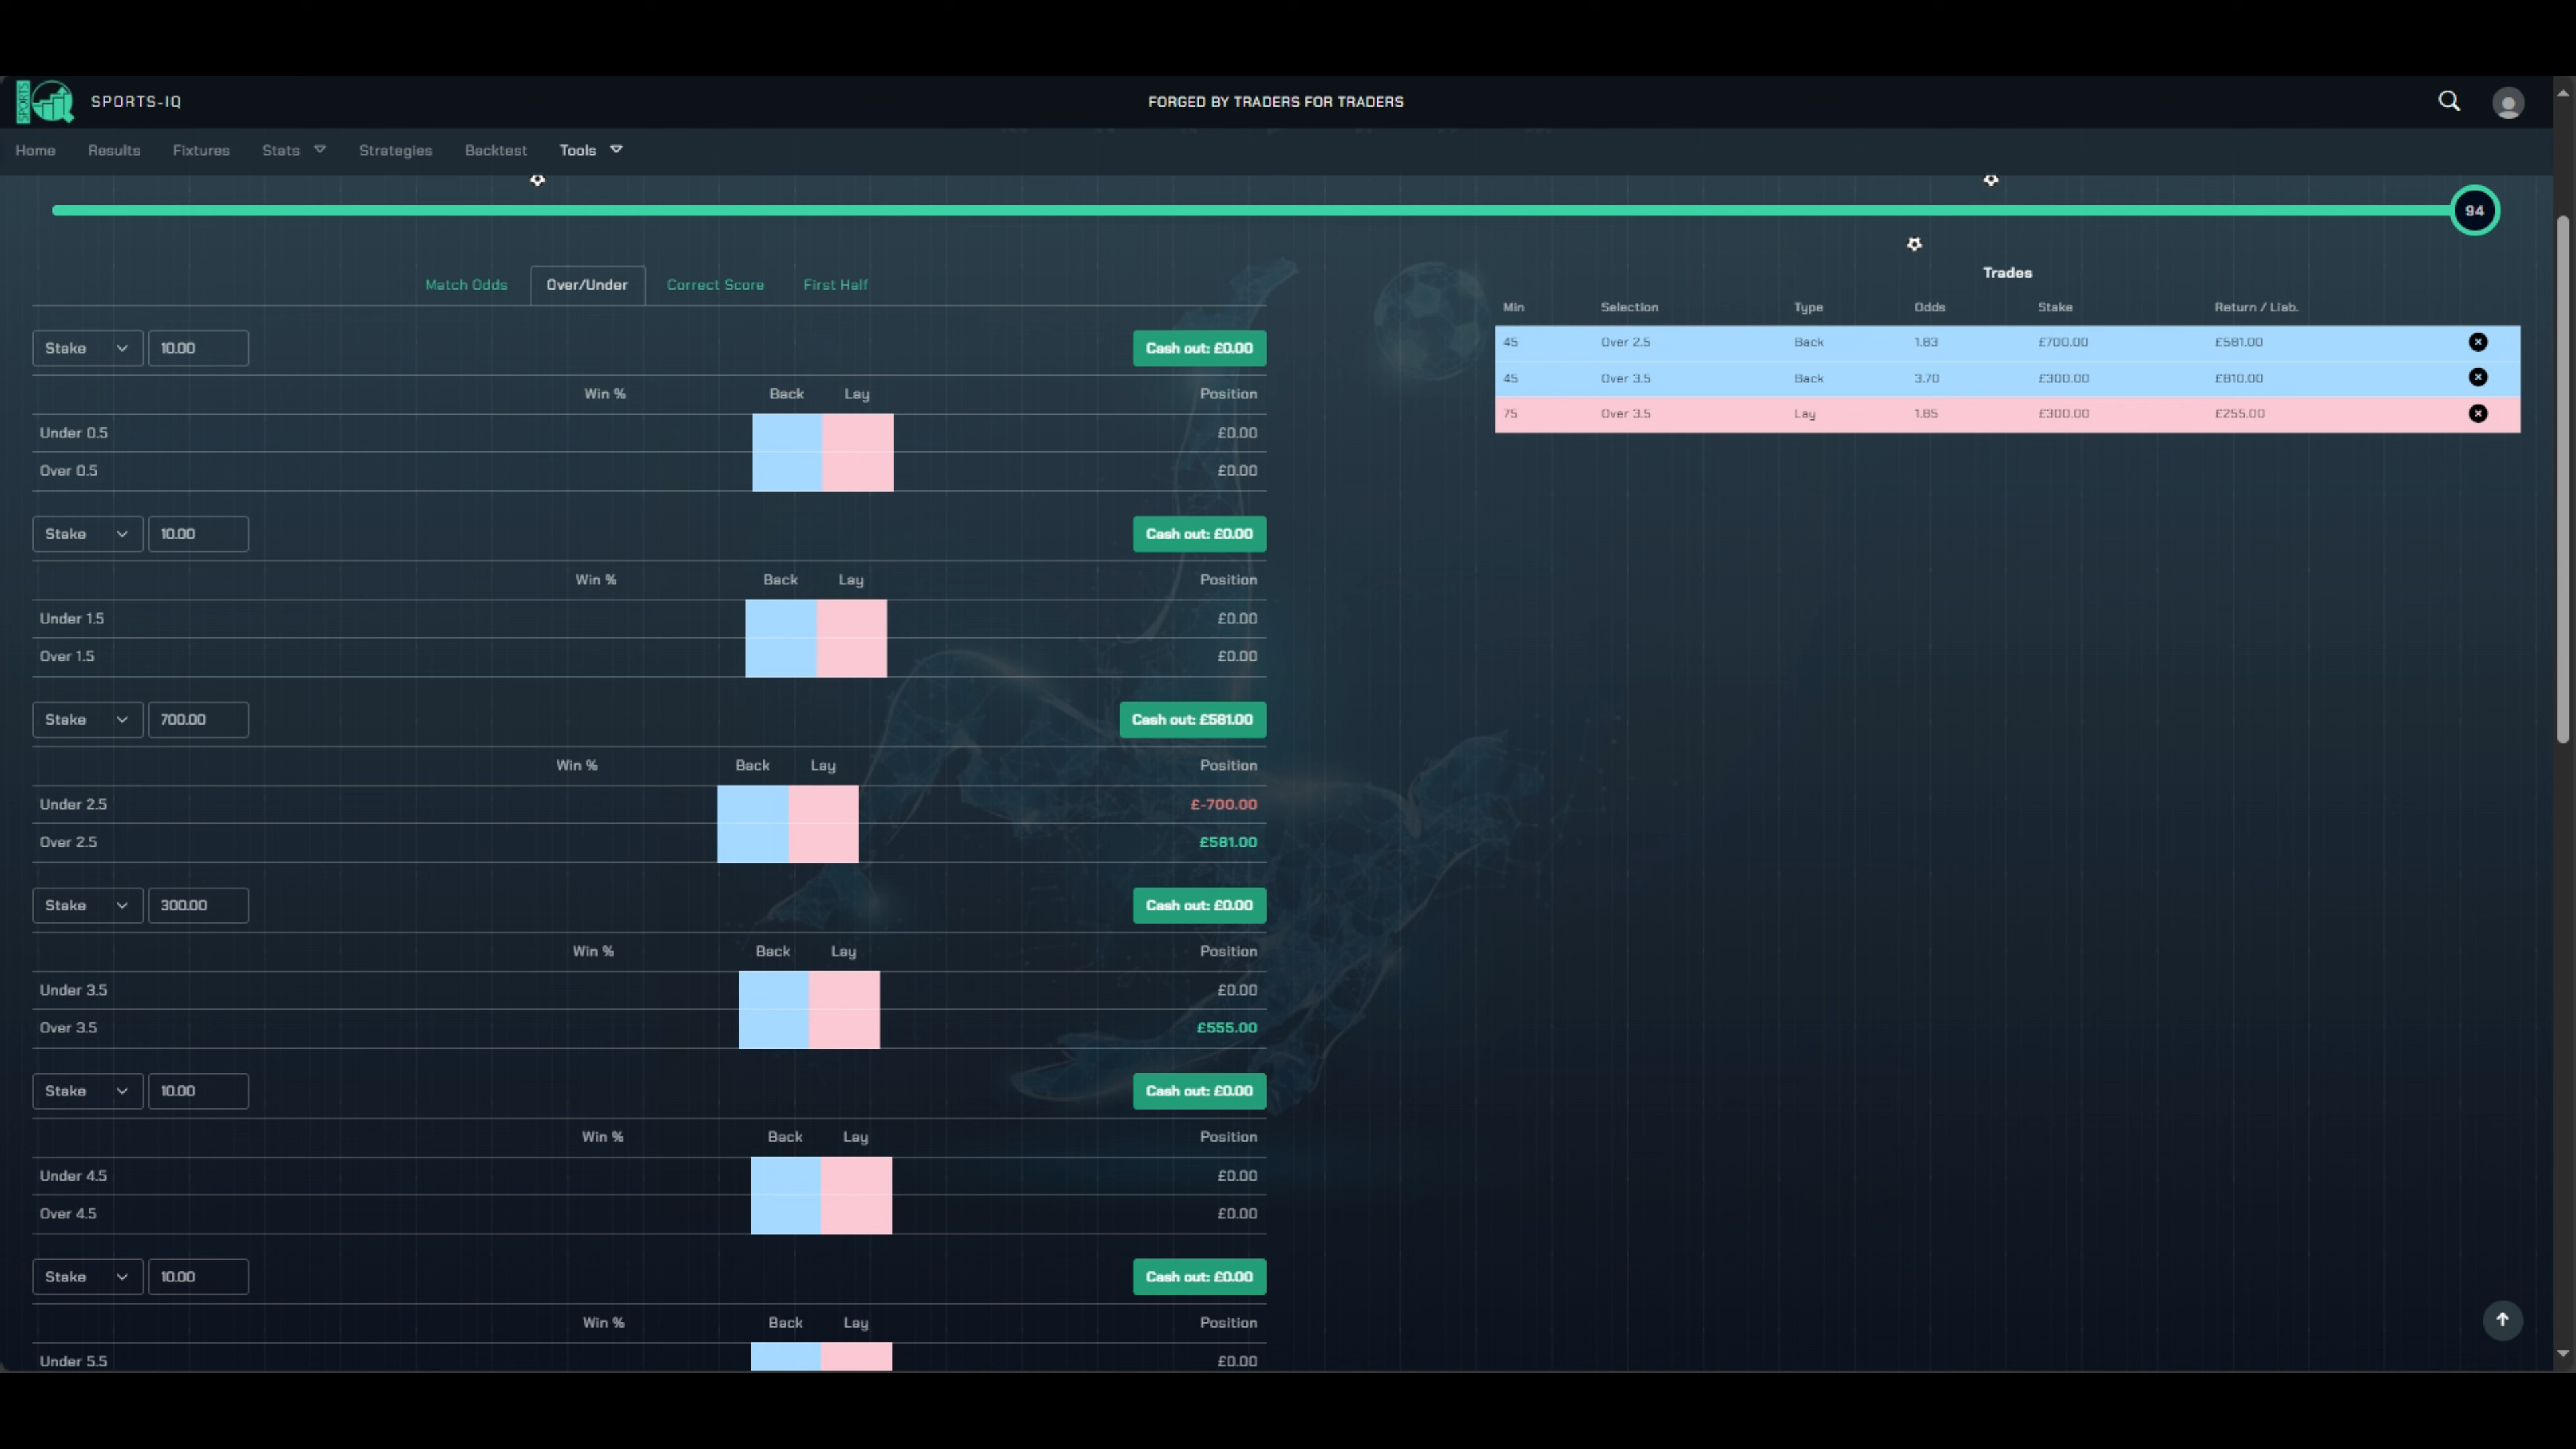 SPORTS
SPORTS-IQ
FORGED BY TRADERS FOR TRADERS
Home Results Fixtures Stats Strategies Backtest Tools
94
Match Odds Over/Under Correct Score First Half
Stake 10.00 Cash out: £0.00
Win % Back Lay Position
Under 0.5 £0.00
Over 0.5 £0.00
Stake 10.00 Cash out: £0.00
Win % Back Lay Position
Under 1.5 £0.00
Over 1.5 £0.00
Stake 700.00 Cash out: £581.00
Win % Back Lay Position
Under 2.5 £-700.00
Over 2.5 £581.00
Stake 300.00 Cash out: £0.00
Win % Back Lay Position
Under 3.5 £0.00
Over 3.5 £555.00
Stake 10.00 Cash out: £0.00
Win % Back Lay Position
Under 4.5 £0.00
Over 4.5 £0.00
Stake 10.00 Cash out: £0.00
Win % Back Lay Position
Under 5.5 £0.00
Trades
Min Selection Type Odds Stake Return / Liab.
45 Over 2.5 Back 1.83 £700.00 £581.00
45 Over 3.5 Back 3.70 £300.00 £810.00
75 Over 3.5 Lay 1.85 £300.00 £255.00